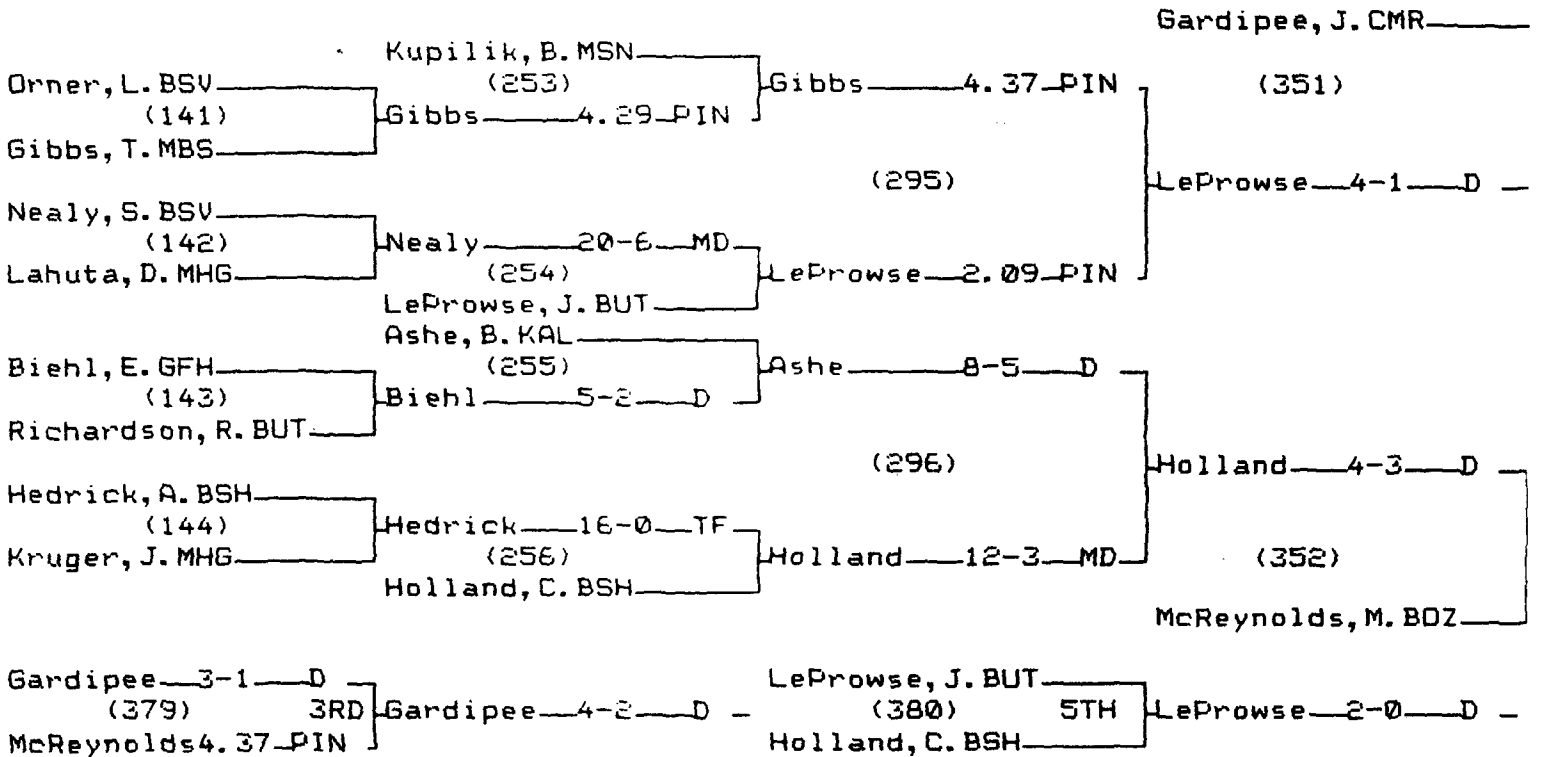 Gardipee, J. CMR
Kupilik, B. MSN
Orner, L. BSV (253) Gibbs 4.37 PIN (351)
(141) Gibbs 4.29 PIN
Gibbs, T. MBS
(295) LeProwse 4-1 D
Nealy, S. BSV
(142) Nealy 20-6 MD
Lahuta, D. MHG (254) LeProwse 2.09 PIN
LeProwse, J. BUT
Ashe, B. KAL
Biehl, E. GFH (255) Ashe 8-5 D
(143) Biehl 5-2 D
Richardson, R. BUT
(296) Holland 4-3 D
Hedrick, A. BSH
(144) Hedrick 16-0 TF
Kruger, J. MHG (256) Holland 12-3 MD (352)
Holland, C. BSH
McReynolds, M. BOZ
Gardipee 3-1 D LeProwse, J. BUT
(379) 3RD Gardipee 4-2 D (380) 5TH LeProwse 2-0 D
McReynolds 4.37 PIN Holland, C. BSH